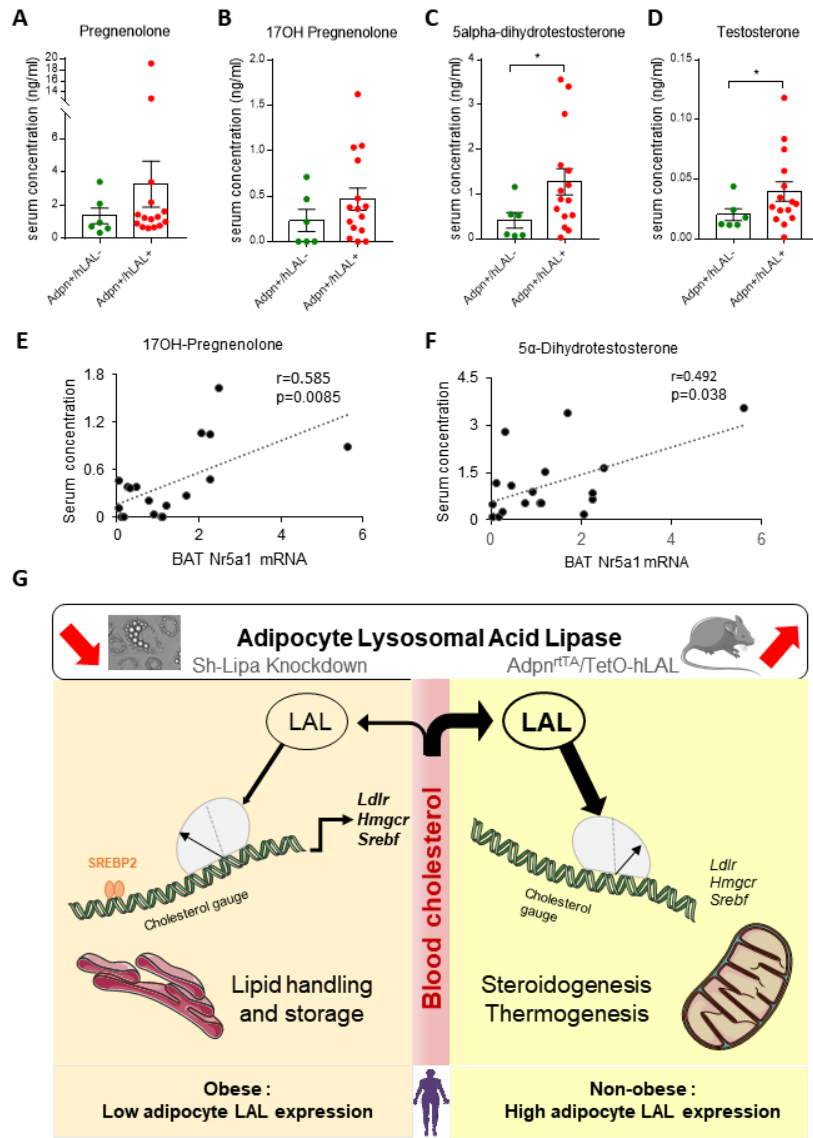 A
Pregnenolone
serum concentration (ng/ml)
20
18
16
14
12
10
4
2
0
Adpn+/hLAL-
Adpn+/hLAL+
B
17OH Pregnenolone
serum concentration (ng/ml)
2.0
1.5
1.0
0.5
0.0
Adpn+/hLAL-
Adpn+/hLAL+
C
5alpha-dihydrotestosterone
*
serum concentration (ng/ml)
4
3
2
1
0
Adpn+/hLAL-
Adpn+/hLAL+
D
Testosterone
*
serum concentration (ng/ml)
0.15
0.10
0.05
0.00
Adpn+/hLAL-
Adpn+/hLAL+
E
17OH-Pregnenolone
r=0.585
p=0.0085
Serum concentration
1.8
1.2
0.6
0
0
2
4
6
BAT Nr5a1 mRNA
F
5α-Dihydrotestosterone
r=0.492
p=0.038
Serum concentration
4.5
3
1.5
0
0
2
4
6
BAT Nr5a1 mRNA
G
Adipocyte Lysosomal Acid Lipase
Sh-Lipa Knockdown
Adpnʳᵗᵀᴬ/TetO-hLAL
LAL
LAL
Blood cholesterol
Ldlr
Hmgcr
Srebf
SREBP2
Cholesterol gauge
Ldlr
Hmgcr
Srebf
Cholesterol
gauge
Lipid handling
and storage
Steroidogenesis
Thermogenesis
Obese :
Low adipocyte LAL expression
Non-obese :
High adipocyte LAL expression